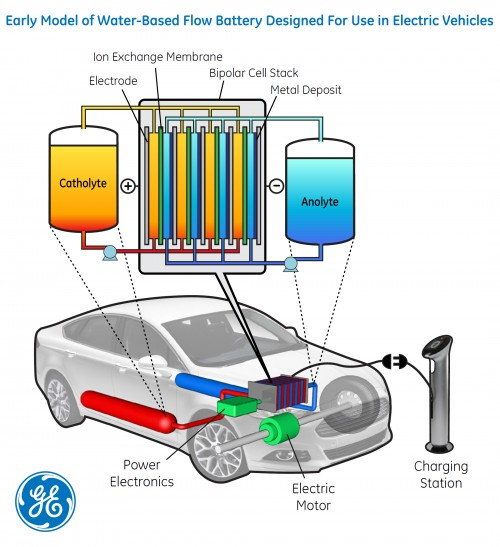 Early Model of Water-Based Flow Battery Designed For Use in Electric Vehicles
Ion Exchange Membrane
Bipolar Cell Stack
Electrode
Metal Deposit
Catholyte
+
−
Anolyte
Power
Electronics
Electric
Motor
Charging
Station
GE